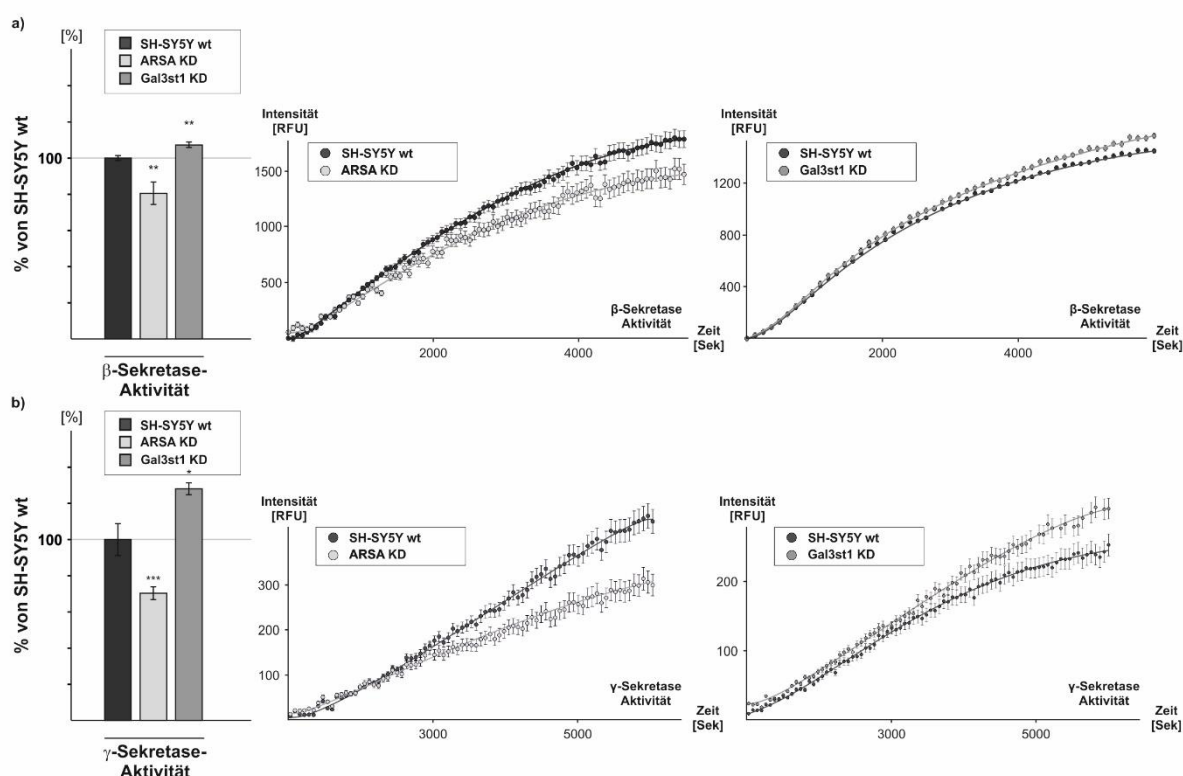 a)
[%]
SH-SY5Y wt
ARSA KD
Gal3st1 KD
% von SH-SY5Y wt
100
**
**
β-Sekretase-
Aktivität
Intensität
[RFU]
SH-SY5Y wt
ARSA KD
1500
1000
500
2000
4000
β-Sekretase
Aktivität
Zeit
[Sek]
Intensität
[RFU]
SH-SY5Y wt
Gal3st1 KD
1200
800
400
2000
4000
β-Sekretase
Aktivität
Zeit
[Sek]
b)
[%]
SH-SY5Y wt
ARSA KD
Gal3st1 KD
% von SH-SY5Y wt
100
***
*
γ-Sekretase-
Aktivität
Intensität
[RFU]
SH-SY5Y wt
ARSA KD
300
200
100
3000
5000
γ-Sekretase
Aktivität
Zeit
[Sek]
Intensität
[RFU]
SH-SY5Y wt
Gal3st1 KD
200
100
3000
5000
γ-Sekretase
Aktivität
Zeit
[Sek]